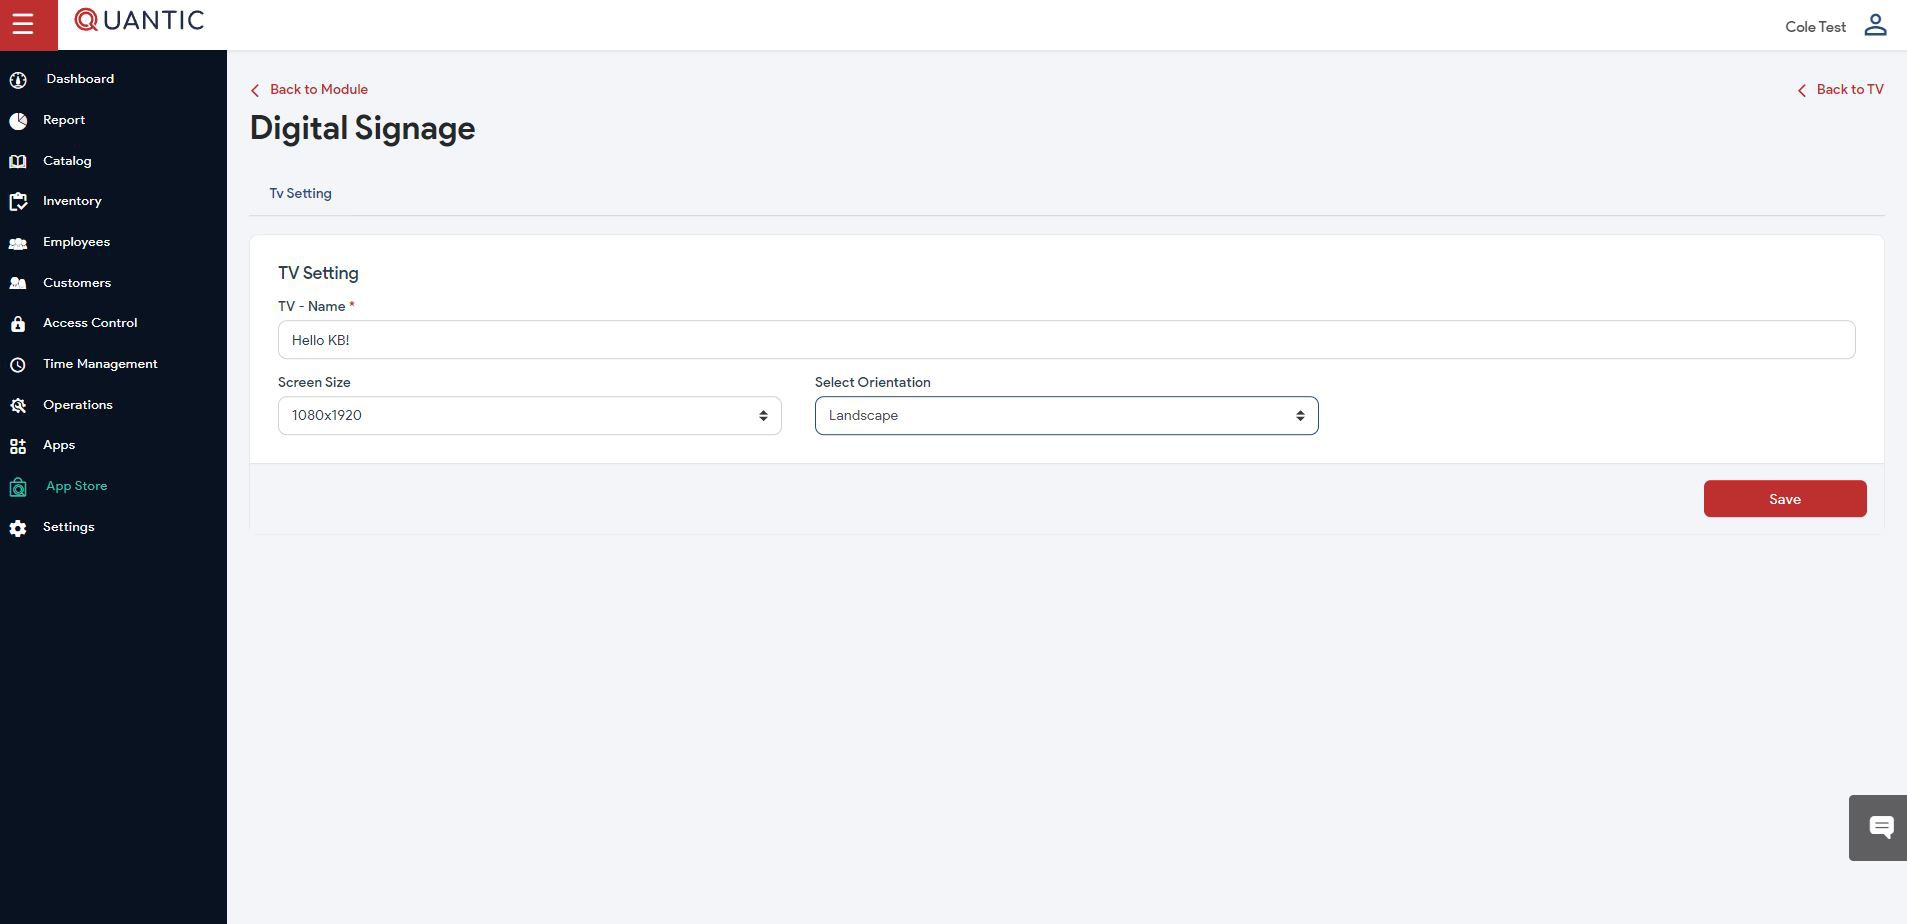 QUANTIC
Cole Test
Dashboard
Report
Catalog
Inventory
Employees
Customers
Access Control
Time Management
Operations
Apps
App Store
Settings
Back to Module
Back to TV
Digital Signage
Tv Setting
TV Setting
TV - Name *
Hello KB!
Screen Size
Select Orientation
1080x1920
Landscape
Save